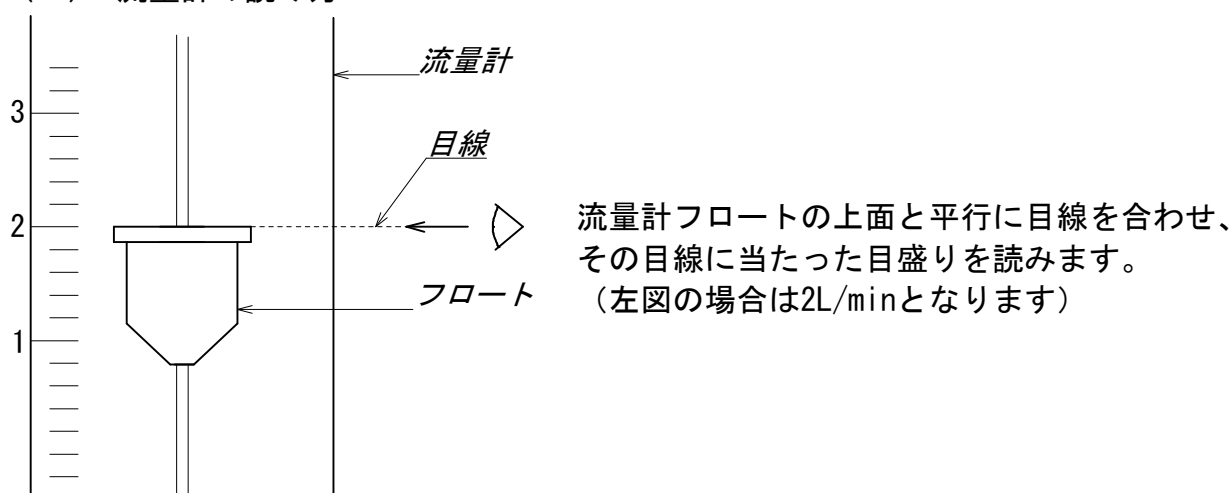 流量計
3
目線
2
流量計フロートの上面と平行に目線を合わせ、
その目線に当たった目盛りを読みます。
（左図の場合は2L/minとなります）
フロート
1